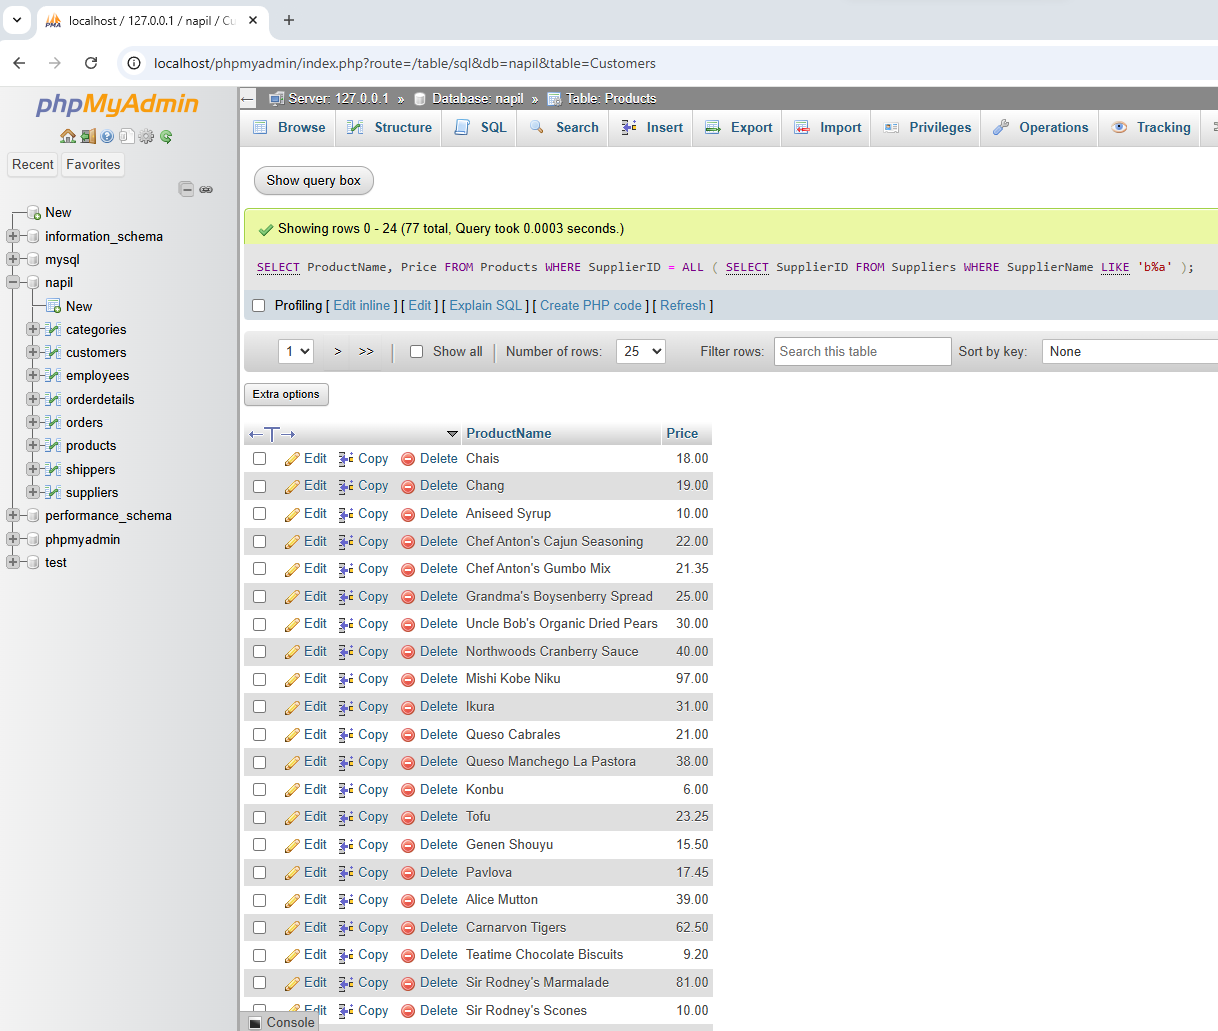 localhost / 127.0.0.1 / napil / Cu
localhost/phpmyadmin/index.php?route=/table/sql&db=napil&table=Customers
phpMyAdmin
Recent Favorites
New
information_schema
mysql
napil
New
categories
customers
employees
orderdetails
orders
products
shippers
suppliers
performance_schema
phpmyadmin
test
Server: 127.0.0.1 » Database: napil » Table: Products
Browse Structure SQL Search Insert Export Import Privileges Operations Tracking
Show query box
Showing rows 0 - 24 (77 total, Query took 0.0003 seconds.)
SELECT ProductName, Price FROM Products WHERE SupplierID = ALL ( SELECT SupplierID FROM Suppliers WHERE SupplierName LIKE 'b%a' );
Profiling [ Edit inline ] [ Edit ] [ Explain SQL ] [ Create PHP code ] [ Refresh ]
1 > >> Show all Number of rows: 25 Filter rows: Search this table Sort by key: None
Extra options
ProductName Price
Edit Copy Delete Chais 18.00
Edit Copy Delete Chang 19.00
Edit Copy Delete Aniseed Syrup 10.00
Edit Copy Delete Chef Anton's Cajun Seasoning 22.00
Edit Copy Delete Chef Anton's Gumbo Mix 21.35
Edit Copy Delete Grandma's Boysenberry Spread 25.00
Edit Copy Delete Uncle Bob's Organic Dried Pears 30.00
Edit Copy Delete Northwoods Cranberry Sauce 40.00
Edit Copy Delete Mishi Kobe Niku 97.00
Edit Copy Delete Ikura 31.00
Edit Copy Delete Queso Cabrales 21.00
Edit Copy Delete Queso Manchego La Pastora 38.00
Edit Copy Delete Konbu 6.00
Edit Copy Delete Tofu 23.25
Edit Copy Delete Genen Shouyu 15.50
Edit Copy Delete Pavlova 17.45
Edit Copy Delete Alice Mutton 39.00
Edit Copy Delete Carnarvon Tigers 62.50
Edit Copy Delete Teatime Chocolate Biscuits 9.20
Edit Copy Delete Sir Rodney's Marmalade 81.00
Edit Copy Delete Sir Rodney's Scones 10.00
Console